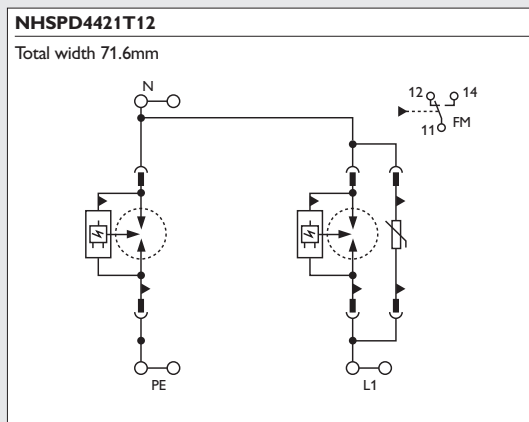 NHSPD4421T12
Total width 71.6mm
N
12 14
11 FM
PE L1